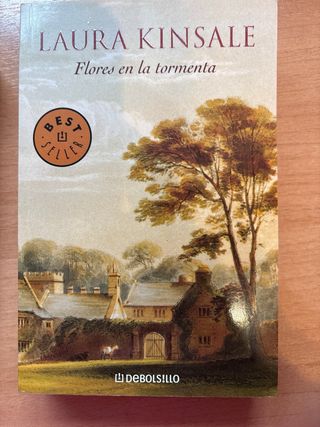 LAURA KINSALE
Flores en la tormenta
BEST
SELLER
DEBOLSILLO